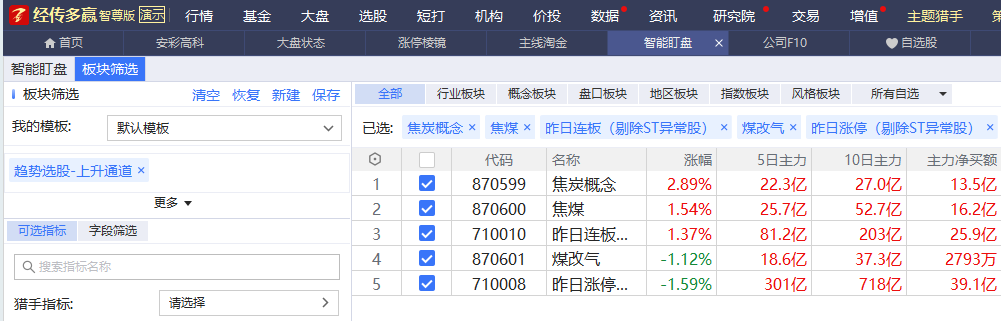 经传多赢 智尊版 演示 行情 基金 大盘 选股 短打 机构 价投 数据 资讯 研究院 交易 增值 主题猎手
首页 安彩高科 大盘状态 涨停棱镜 主线淘金 智能盯盘 × 公司F10 自选股
智能盯盘 板块筛选
板块筛选 清空 恢复 新建 保存
我的模板: 默认模板
趋势选股-上升通道 ×
更多
可选指标 字段筛选
搜索指标名称
猎手指标: 请选择
全部 行业板块 概念板块 盘口板块 地区板块 指数板块 风格板块 所有自选
已选: 焦炭概念 × 焦煤 × 昨日连板（剔除ST异常股） × 煤改气 × 昨日涨停（剔除ST异常股） ×
代码 名称 涨幅 5日主力 10日主力 主力净买额
1 870599 焦炭概念 2.89% 22.3亿 27.0亿 13.5亿
2 870600 焦煤 1.54% 25.7亿 52.7亿 16.2亿
3 710010 昨日连板... 1.37% 81.2亿 203亿 25.9亿
4 870601 煤改气 -1.12% 18.6亿 37.3亿 2793万
5 710008 昨日涨停... -1.59% 301亿 718亿 39.1亿